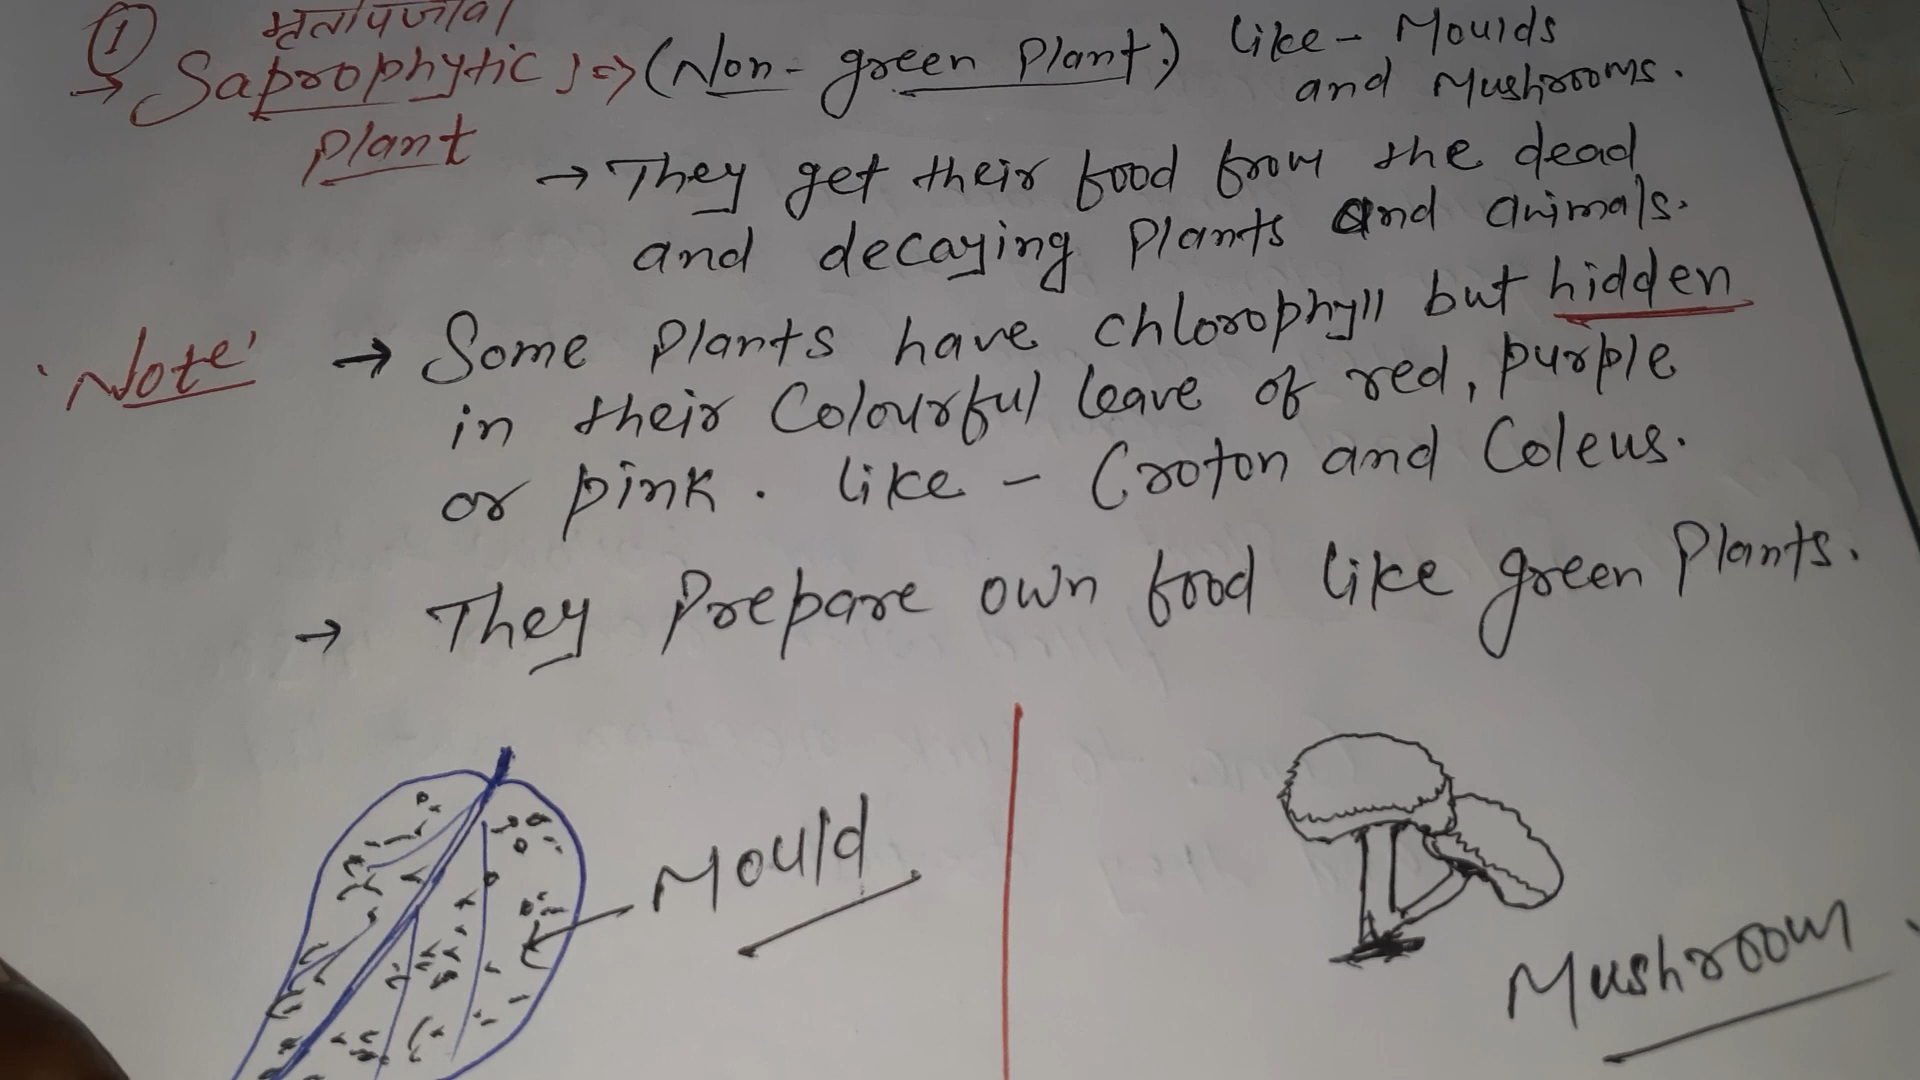 ①
मृतोपजीवी
→ Saprophytic } => (Non-green Plant.) like - Moulds
Plant
and Mushrooms.
→ They get their food from the dead
and decaying Plants and animals.
'Note' → Some Plants have chlorophyll but hidden
in their Colourful leave of red, purple
or pink. like - Croton and Coleus.
→ They Prepare own food like green Plants.
Mould
Mushroom